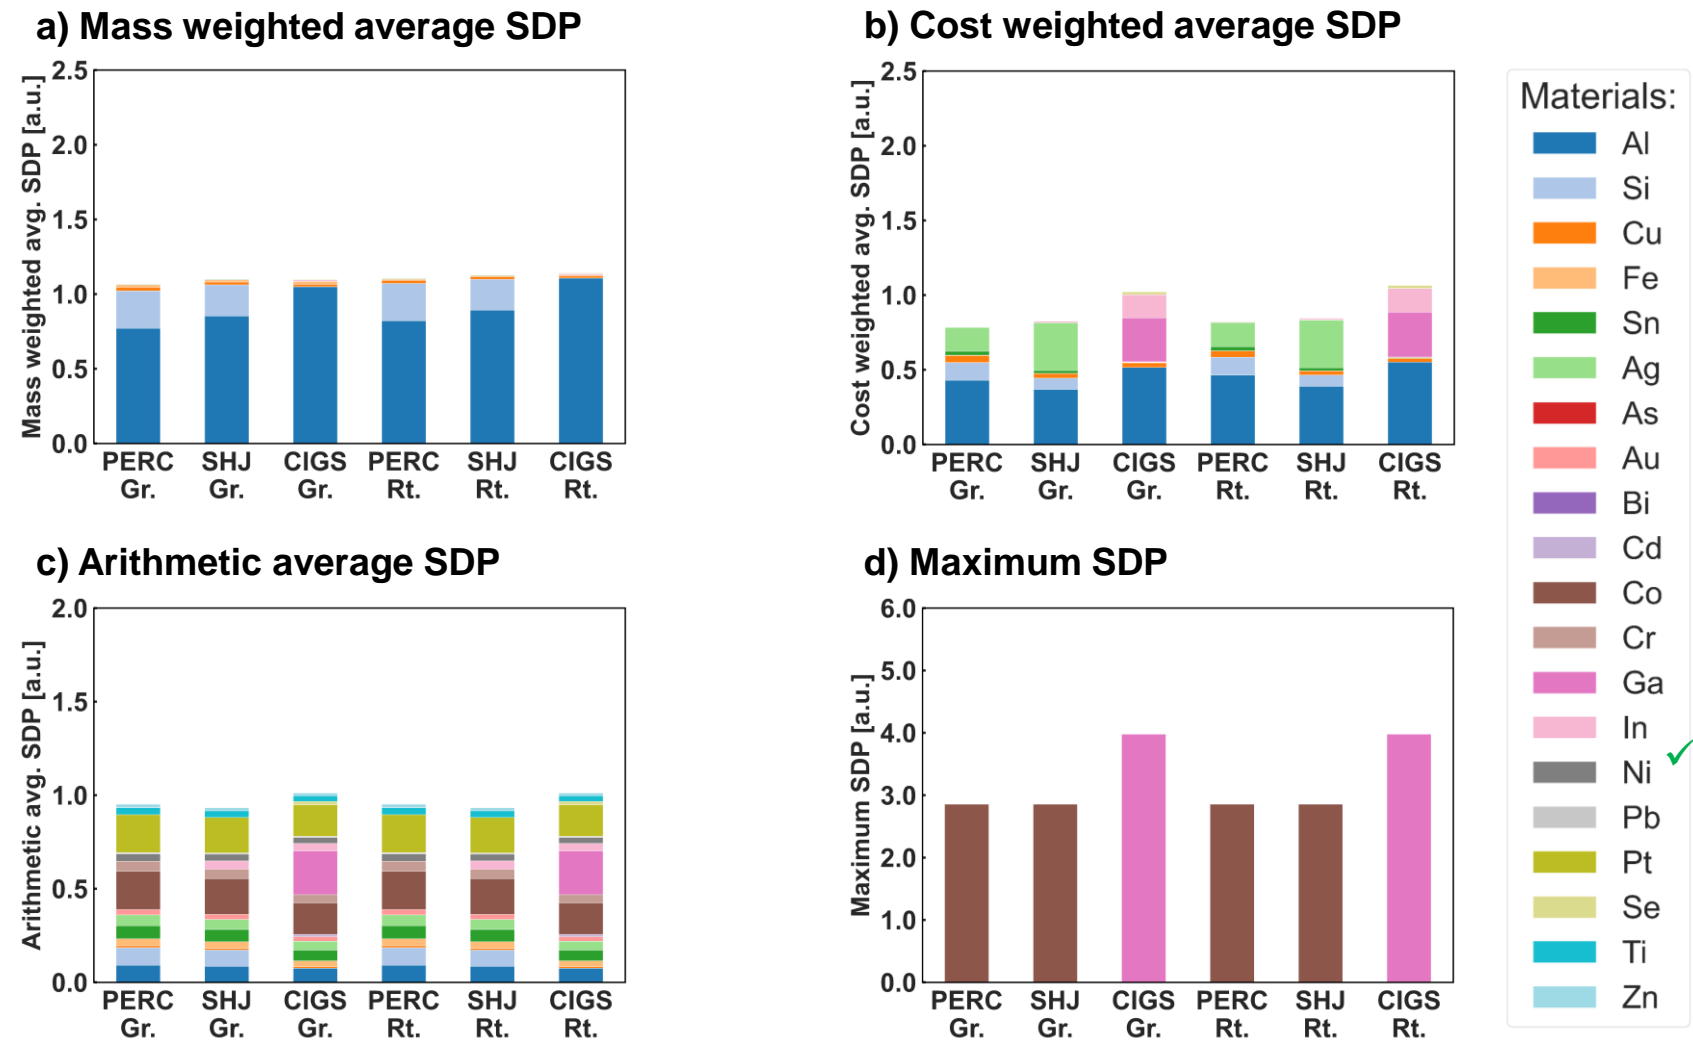 a) Mass weighted average SDP
Mass weighted avg. SDP [a.u.]
2.5
2.0
1.5
1.0
0.5
0.0
PERC SHJ CIGS PERC SHJ CIGS
Gr. Gr. Gr. Rt. Rt. Rt.
b) Cost weighted average SDP
Cost weighted avg. SDP [a.u.]
2.5
2.0
1.5
1.0
0.5
0.0
PERC SHJ CIGS PERC SHJ CIGS
Gr. Gr. Gr. Rt. Rt. Rt.
c) Arithmetic average SDP
Arithmetic avg. SDP [a.u.]
2.0
1.5
1.0
0.5
0.0
PERC SHJ CIGS PERC SHJ CIGS
Gr. Gr. Gr. Rt. Rt. Rt.
d) Maximum SDP
Maximum SDP [a.u.]
6.0
5.0
4.0
3.0
2.0
1.0
0.0
PERC SHJ CIGS PERC SHJ CIGS
Gr. Gr. Gr. Rt. Rt. Rt.
Materials:
Al
Si
Cu
Fe
Sn
Ag
As
Au
Bi
Cd
Co
Cr
Ga
In
Ni
Pb
Pt
Se
Ti
Zn